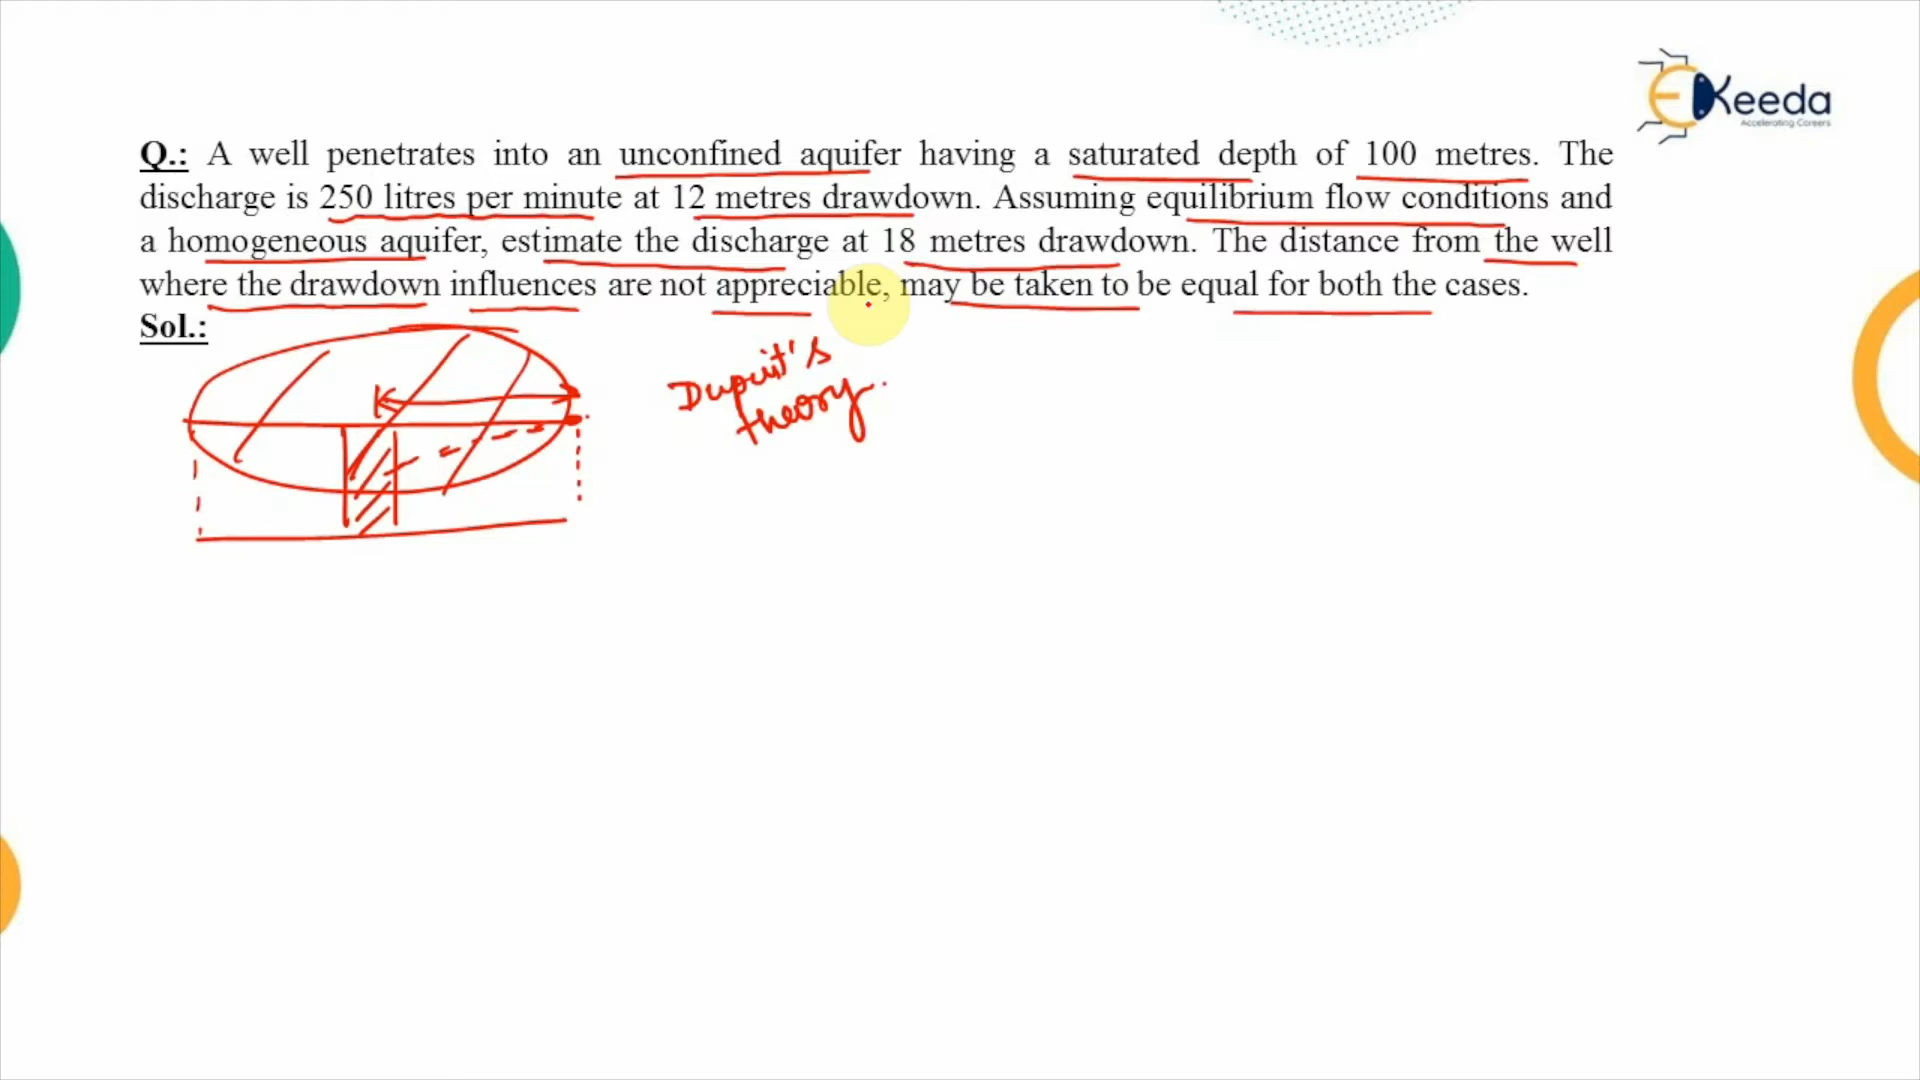 Keeda
Accelerating Careers
Q.: A well penetrates into an unconfined aquifer having a saturated depth of 100 metres. The
discharge is 250 litres per minute at 12 metres drawdown. Assuming equilibrium flow conditions and
a homogeneous aquifer, estimate the discharge at 18 metres drawdown. The distance from the well
where the drawdown influences are not appreciable, may be taken to be equal for both the cases.
Sol.:
Dupuit's
theory.